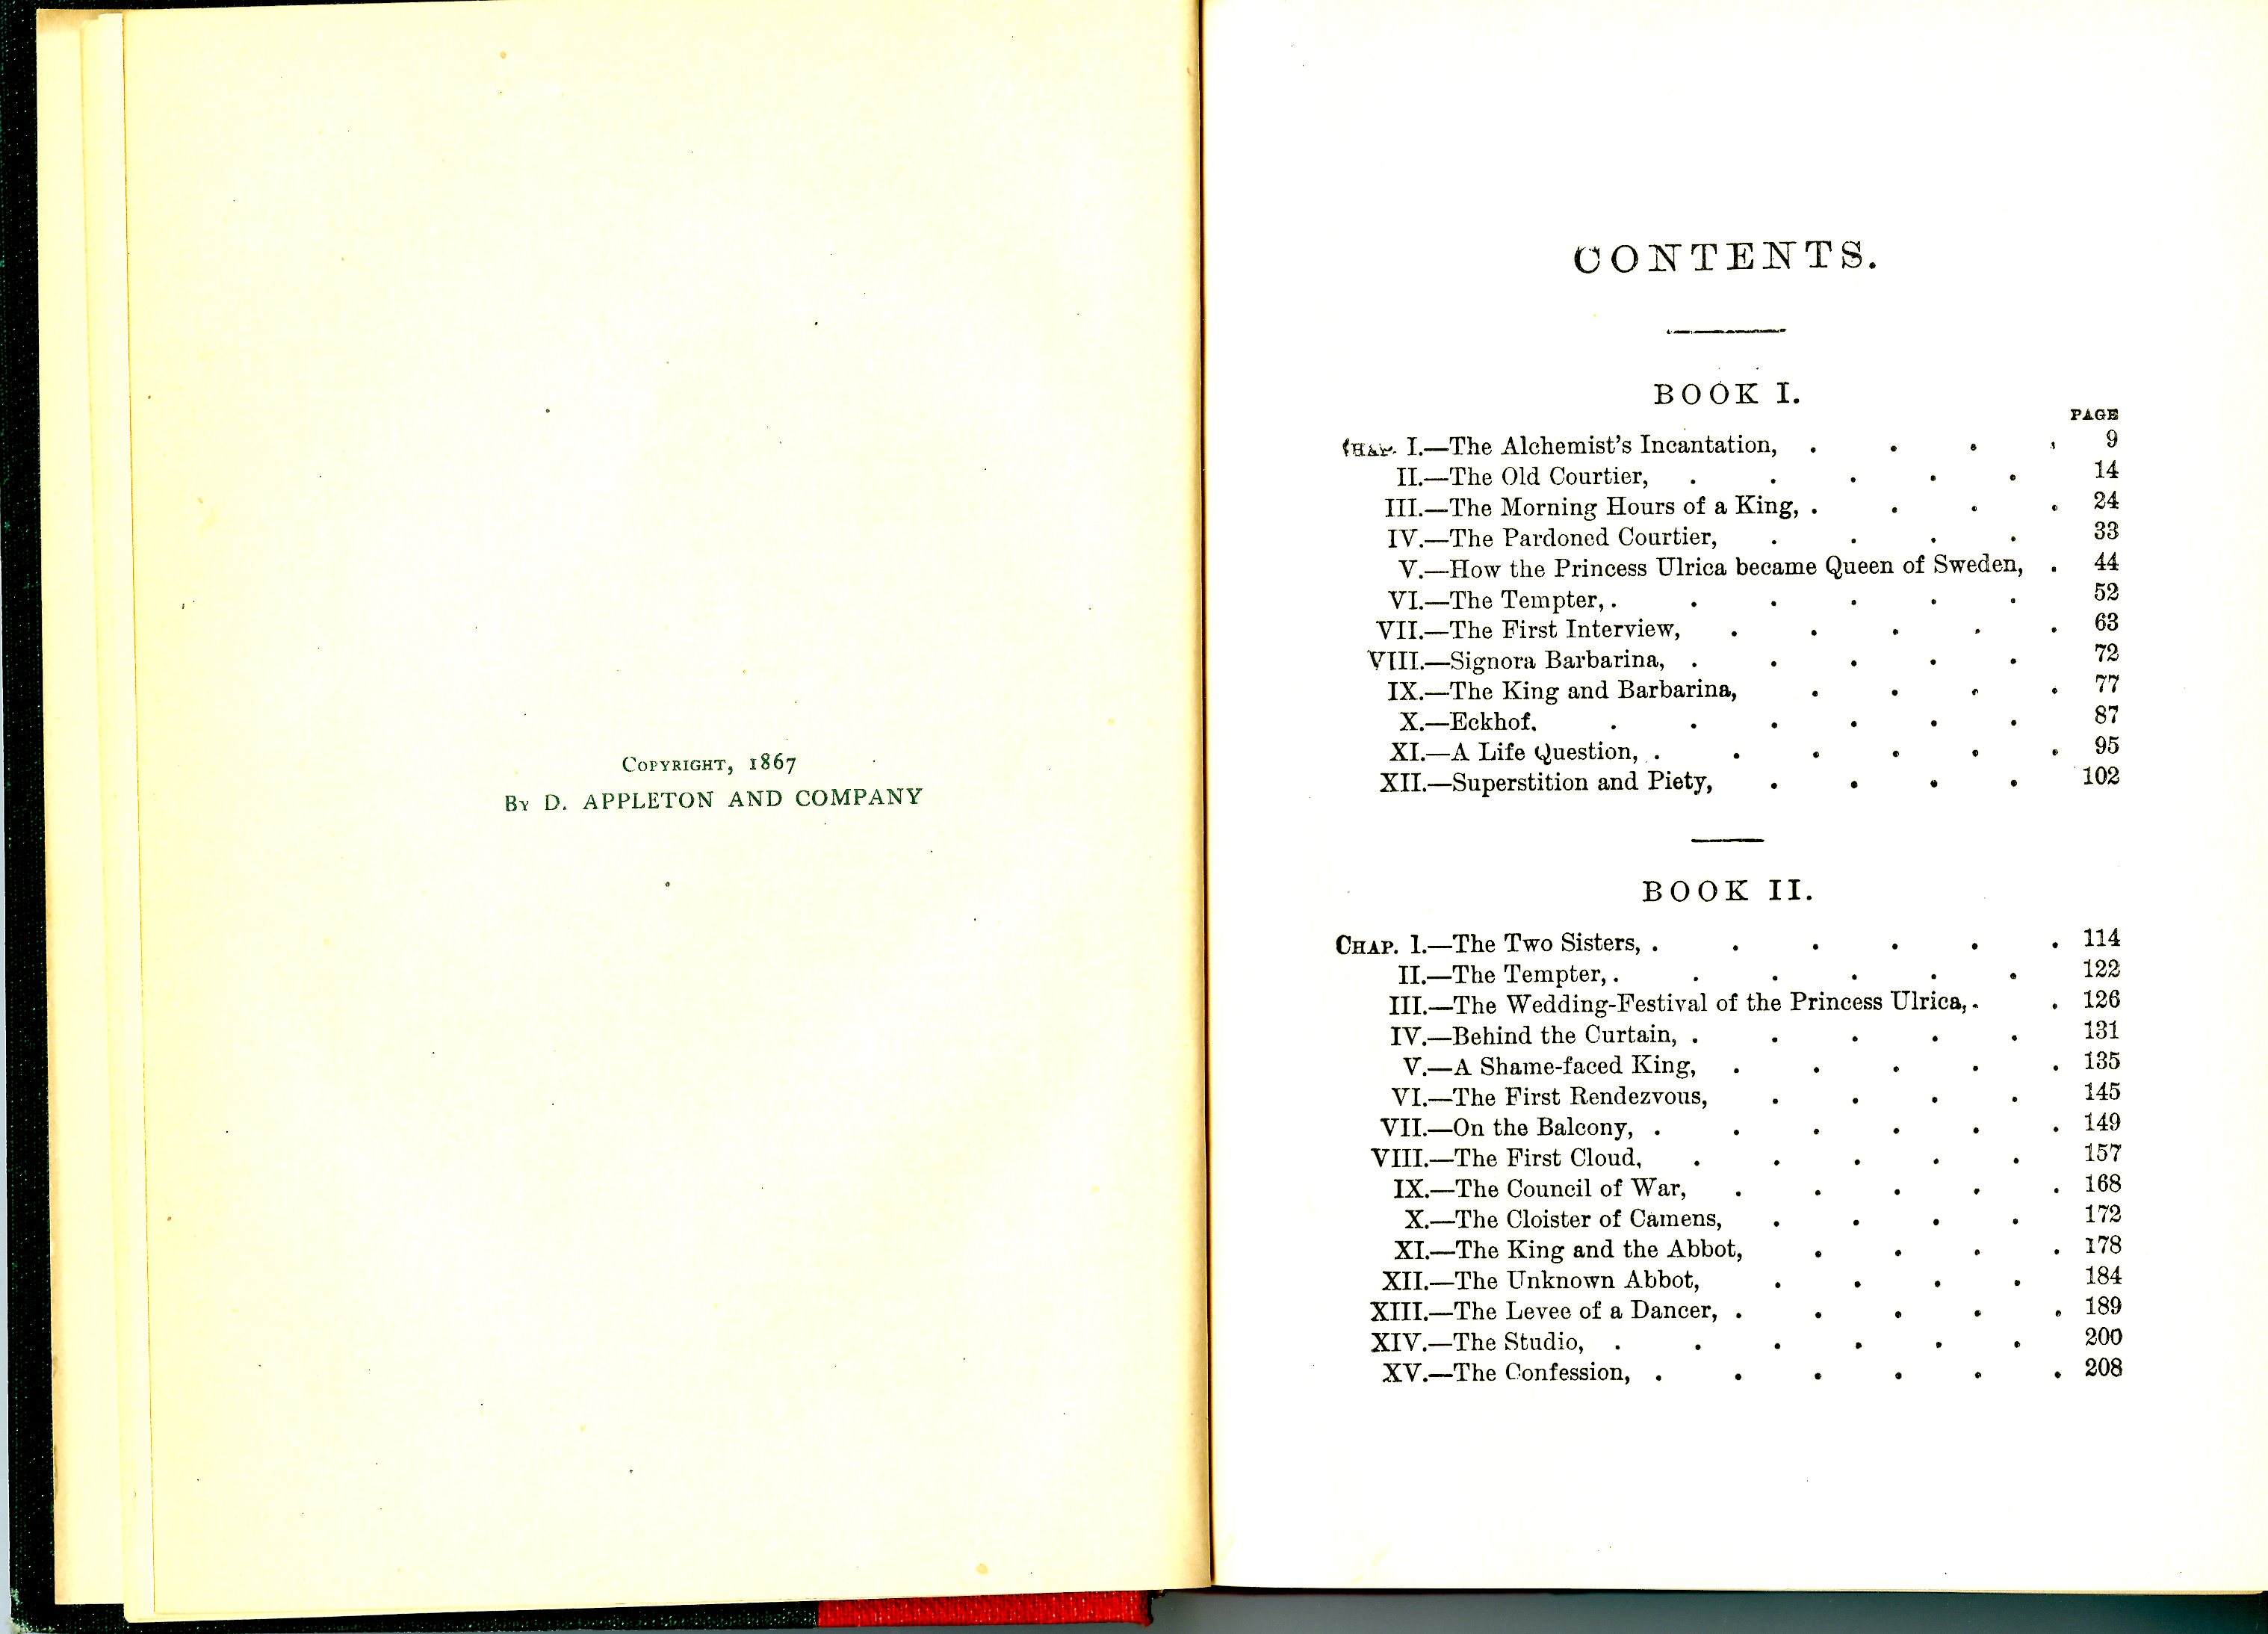 COPYRIGHT, 1867
BY D. APPLETON AND COMPANY
CONTENTS.
BOOK I.
PAGE
CHAP. I.—The Alchemist's Incantation, . . . . 9
II.—The Old Courtier, . . . . . 14
III.—The Morning Hours of a King, . . . . 24
IV.—The Pardoned Courtier, . . . . 33
V.—How the Princess Ulrica became Queen of Sweden, . 44
VI.—The Tempter, . . . . . . 52
VII.—The First Interview, . . . . . 63
VIII.—Signora Barbarina, . . . . . 72
IX.—The King and Barbarina, . . . . 77
X.—Eckhof. . . . . . . 87
XI.—A Life Question, . . . . . . 95
XII.—Superstition and Piety, . . . . 102
BOOK II.
CHAP. I.—The Two Sisters, . . . . . . 114
II.—The Tempter, . . . . . . 122
III.—The Wedding-Festival of the Princess Ulrica, . . 126
IV.—Behind the Curtain, . . . . . 131
V.—A Shame-faced King, . . . . . 135
VI.—The First Rendezvous, . . . . 145
VII.—On the Balcony, . . . . . . 149
VIII.—The First Cloud, . . . . . 157
IX.—The Council of War, . . . . . 168
X.—The Cloister of Camens, . . . . 172
XI.—The King and the Abbot, . . . . 178
XII.—The Unknown Abbot, . . . . 184
XIII.—The Levee of a Dancer, . . . . . 189
XIV.—The Studio, . . . . . . 200
XV.—The Confession, . . . . . . 208